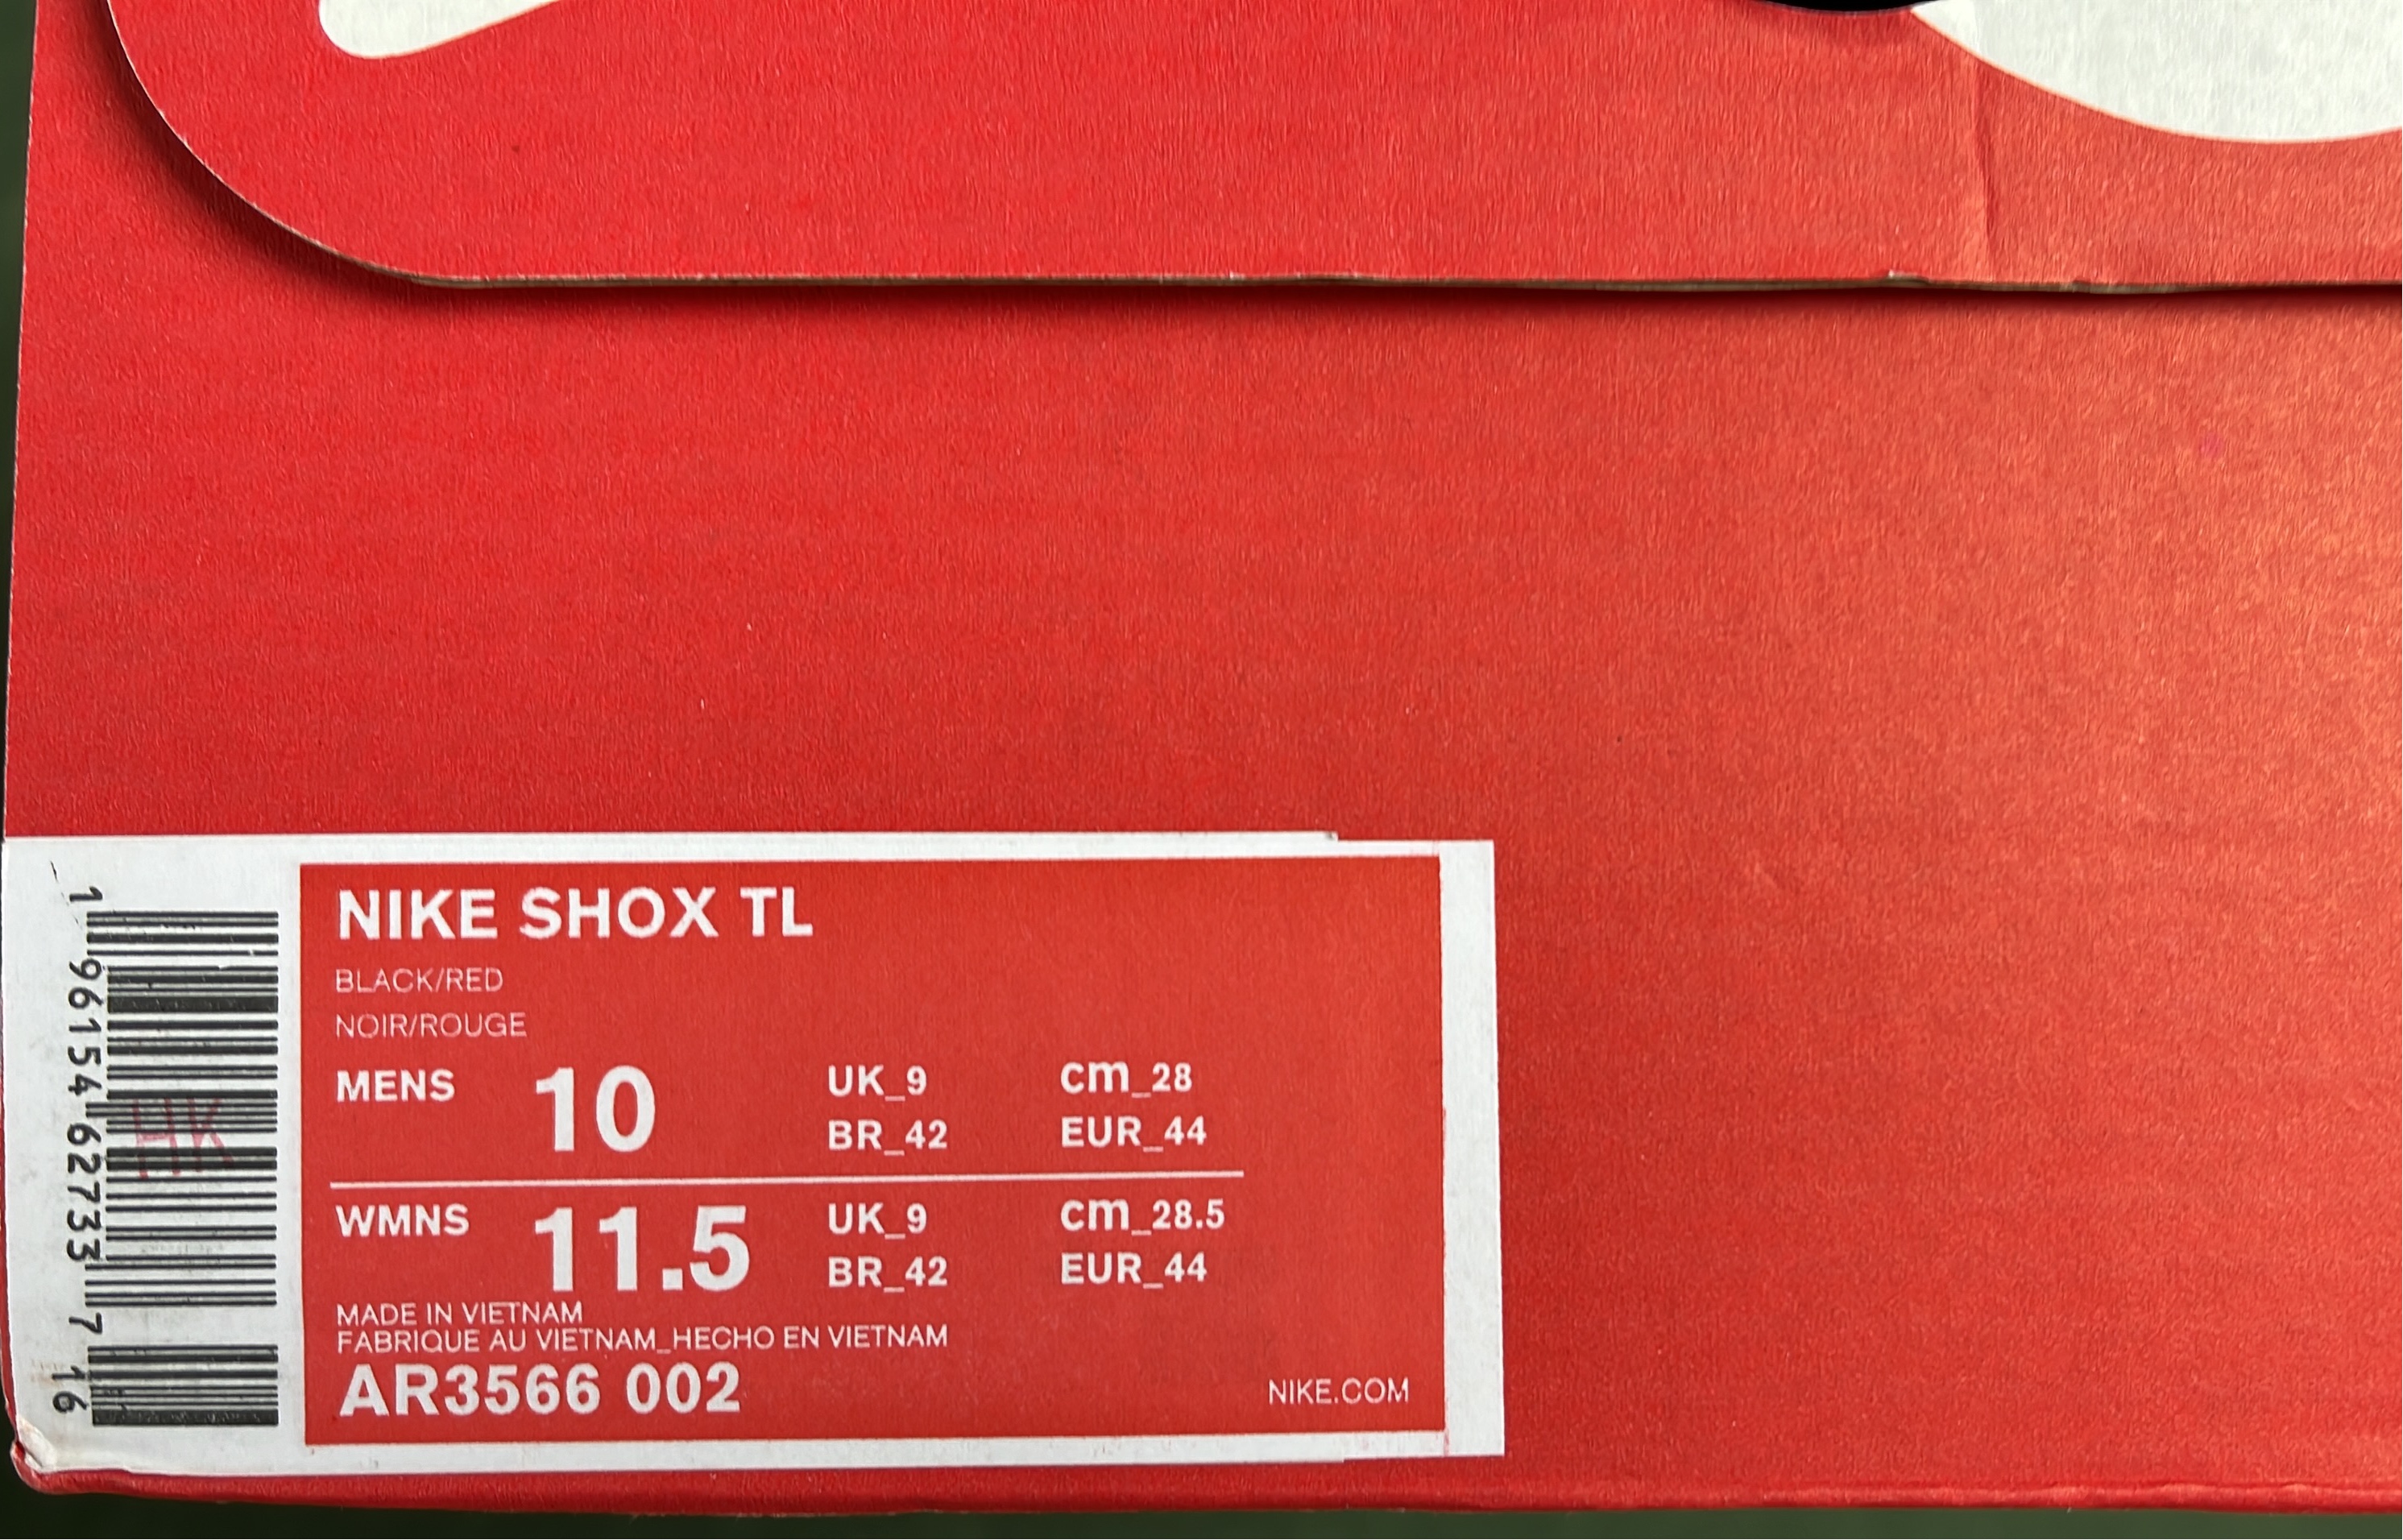 NIKE SHOX TL
BLACK/RED
NOIR/ROUGE
MENS 10 UK_9 cm_28
BR_42 EUR_44
WMNS 11.5 UK_9 cm_28.5
BR_42 EUR_44
MADE IN VIETNAM
FABRIQUE AU VIETNAM_HECHO EN VIETNAM
AR3566 002
NIKE.COM
1 96154 62733 7 16
HK